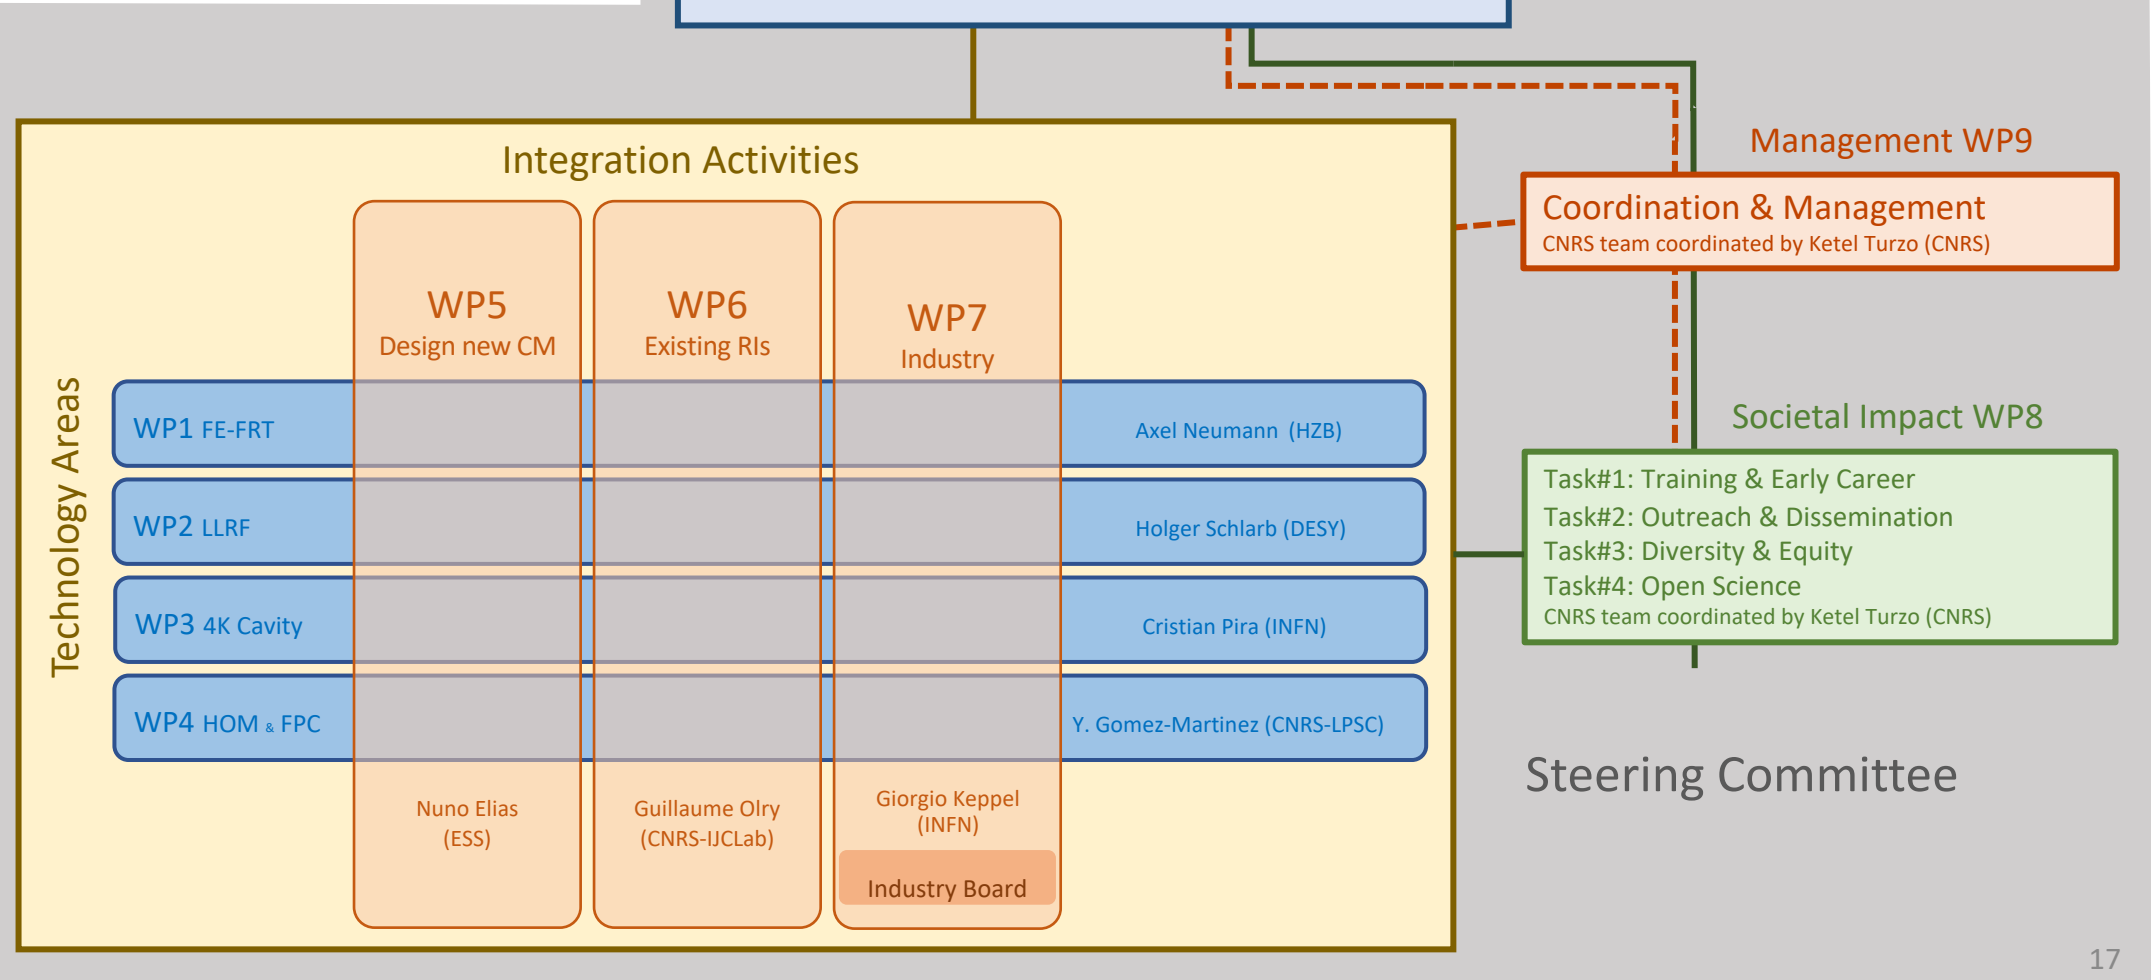 Integration Activities
Technology Areas
WP5
Design new CM
WP6
Existing RIs
WP7
Industry
WP1 FE-FRT
Axel Neumann (HZB)
WP2 LLRF
Holger Schlarb (DESY)
WP3 4K Cavity
Cristian Pira (INFN)
WP4 HOM & FPC
Y. Gomez-Martinez (CNRS-LPSC)
Nuno Elias
(ESS)
Guillaume Olry
(CNRS-IJCLab)
Giorgio Keppel
(INFN)
Industry Board
Management WP9
Coordination & Management
CNRS team coordinated by Ketel Turzo (CNRS)
Societal Impact WP8
Task#1: Training & Early Career
Task#2: Outreach & Dissemination
Task#3: Diversity & Equity
Task#4: Open Science
CNRS team coordinated by Ketel Turzo (CNRS)
Steering Committee
17